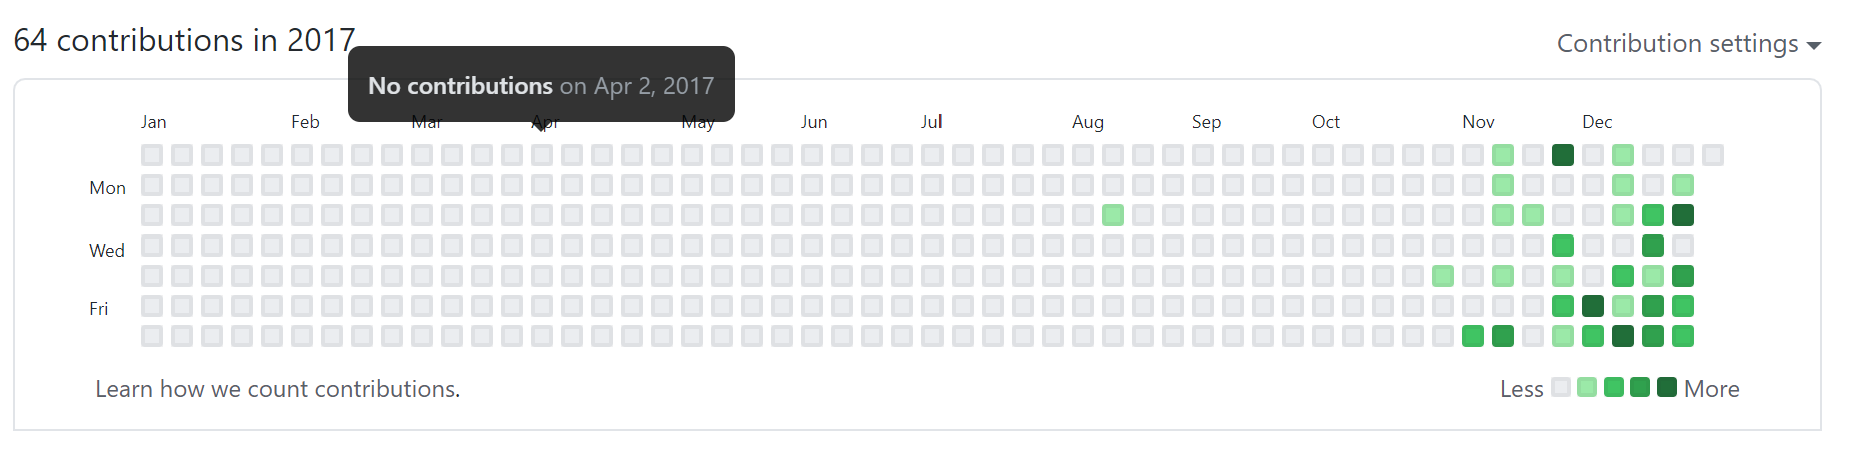 64 contributions in 2017
Contribution settings
No contributions on Apr 2, 2017
Jan Feb Mar Apr May Jun Jul Aug Sep Oct Nov Dec
Mon
Wed
Fri
Learn how we count contributions.
Less More